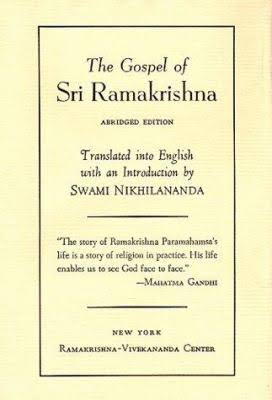 The Gospel of
Sri Ramakrishna
ABRIDGED EDITION
Translated into English
with an Introduction by
SWAMI NIKHILANANDA
"The story of Ramakrishna Paramahamsa's
life is a story of religion in practice. His life
enables us to see God face to face."
—MAHATMA GANDHI
NEW YORK
RAMAKRISHNA-VIVEKANANDA CENTER